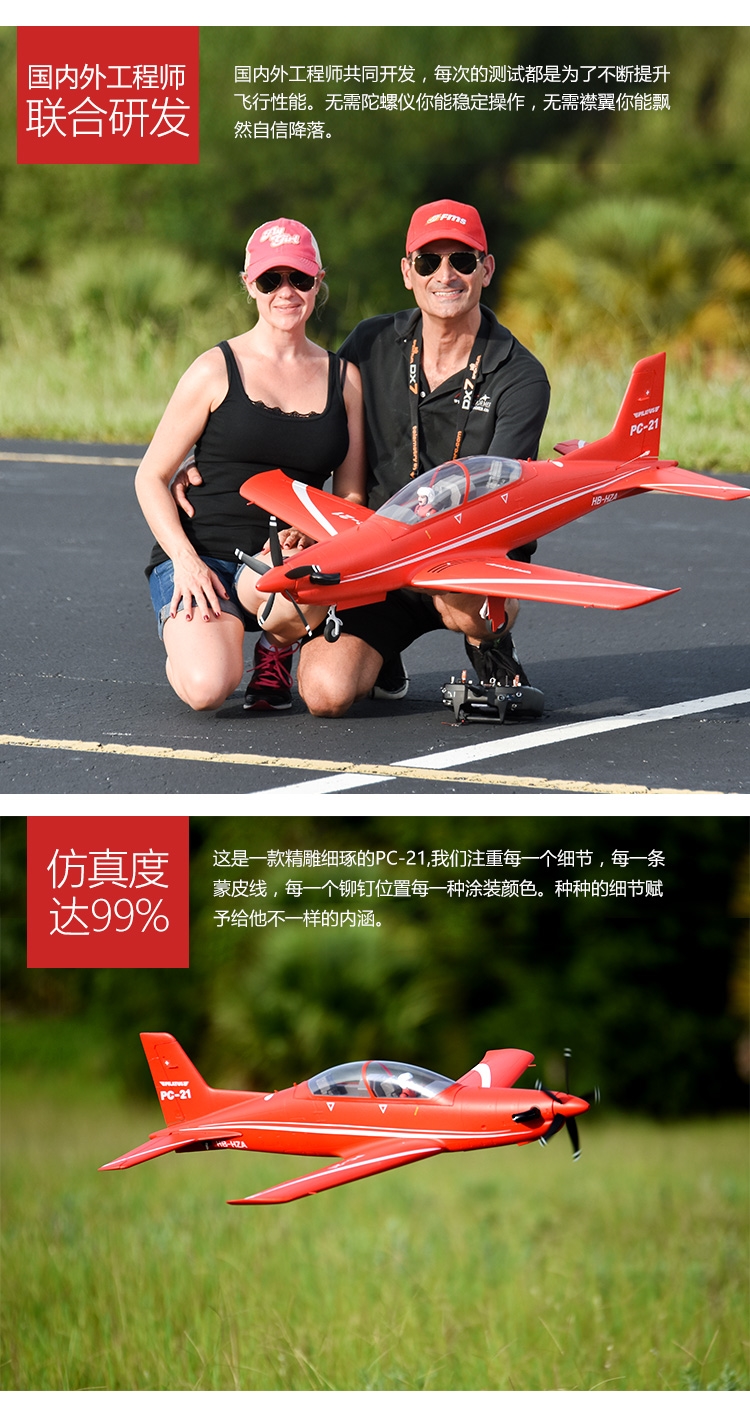 国内外工程师
联合研发
国内外工程师共同开发，每次的测试都是为了不断提升
飞行性能。无需陀螺仪你能稳定操作，无需襟翼你能飘
然自信降落。
Fly
Girl
FMS
DX7
PC-21
HB-HZA
仿真度
达99%
这是一款精雕细琢的PC-21,我们注重每一个细节，每一条
蒙皮线，每一个铆钉位置每一种涂装颜色。种种的细节赋
予给他不一样的内涵。
PILATUS
PC-21
HB-HZA